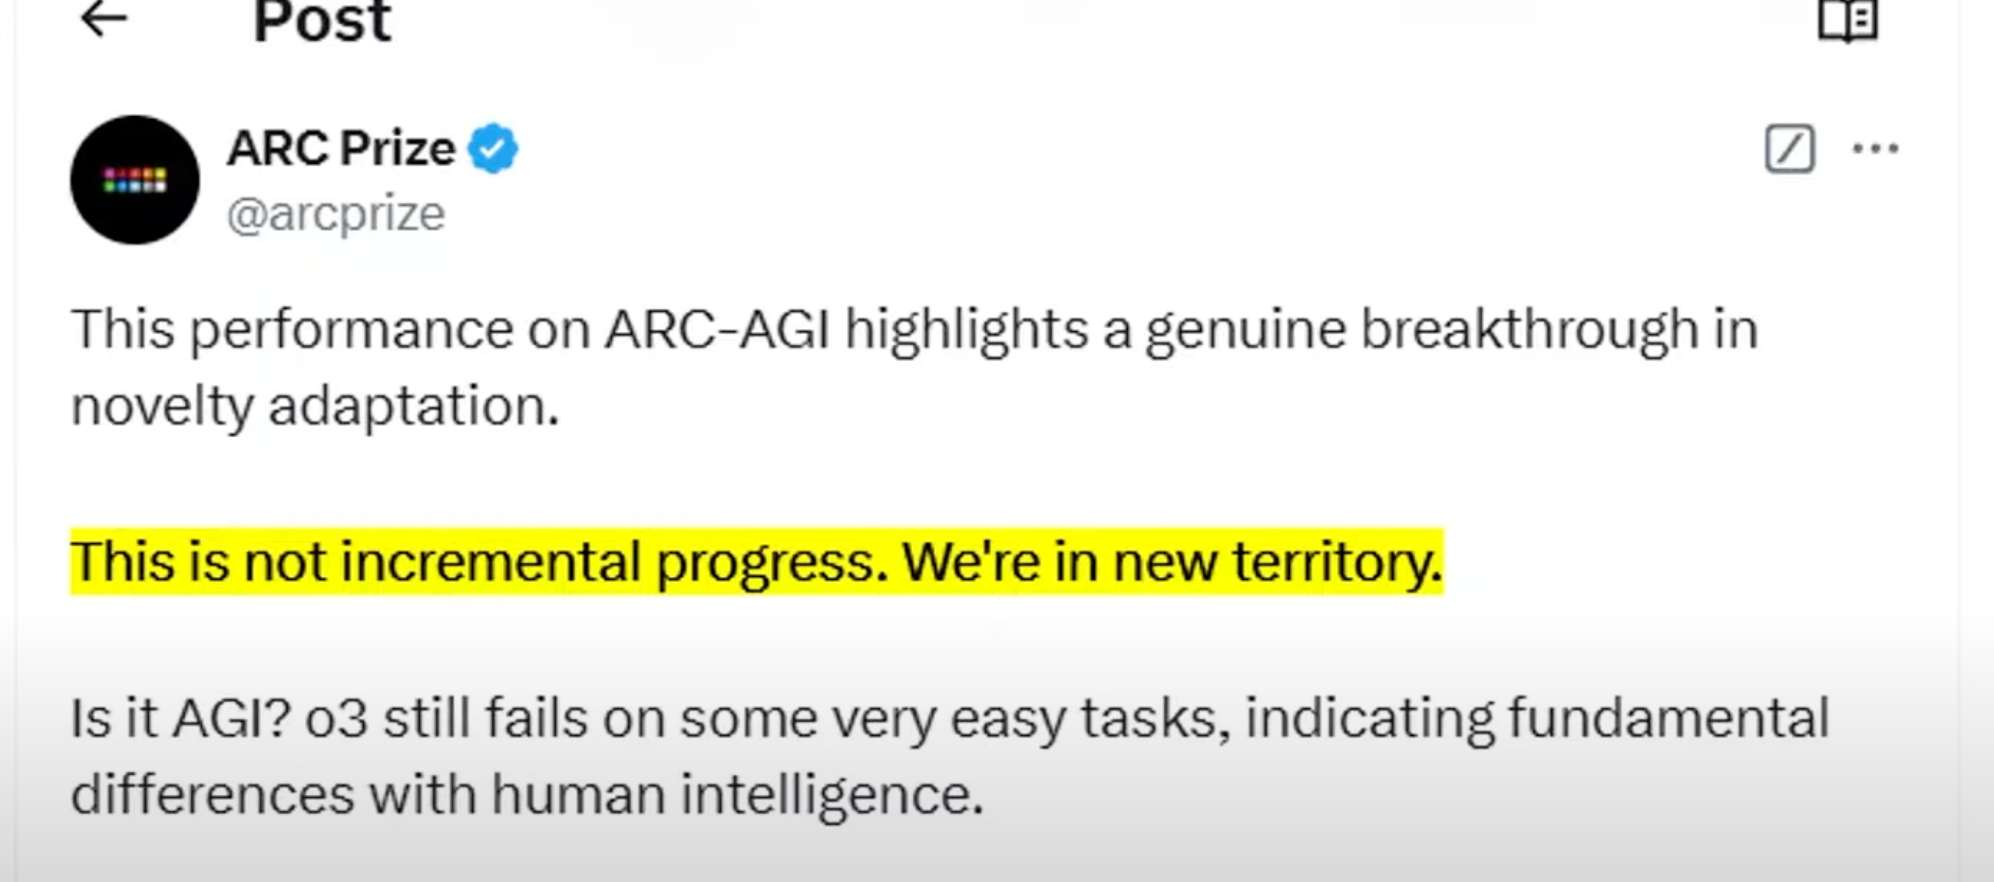 Post
ARC Prize
@arcprize
This performance on ARC-AGI highlights a genuine breakthrough in
novelty adaptation.
This is not incremental progress. We're in new territory.
Is it AGI? o3 still fails on some very easy tasks, indicating fundamental
differences with human intelligence.